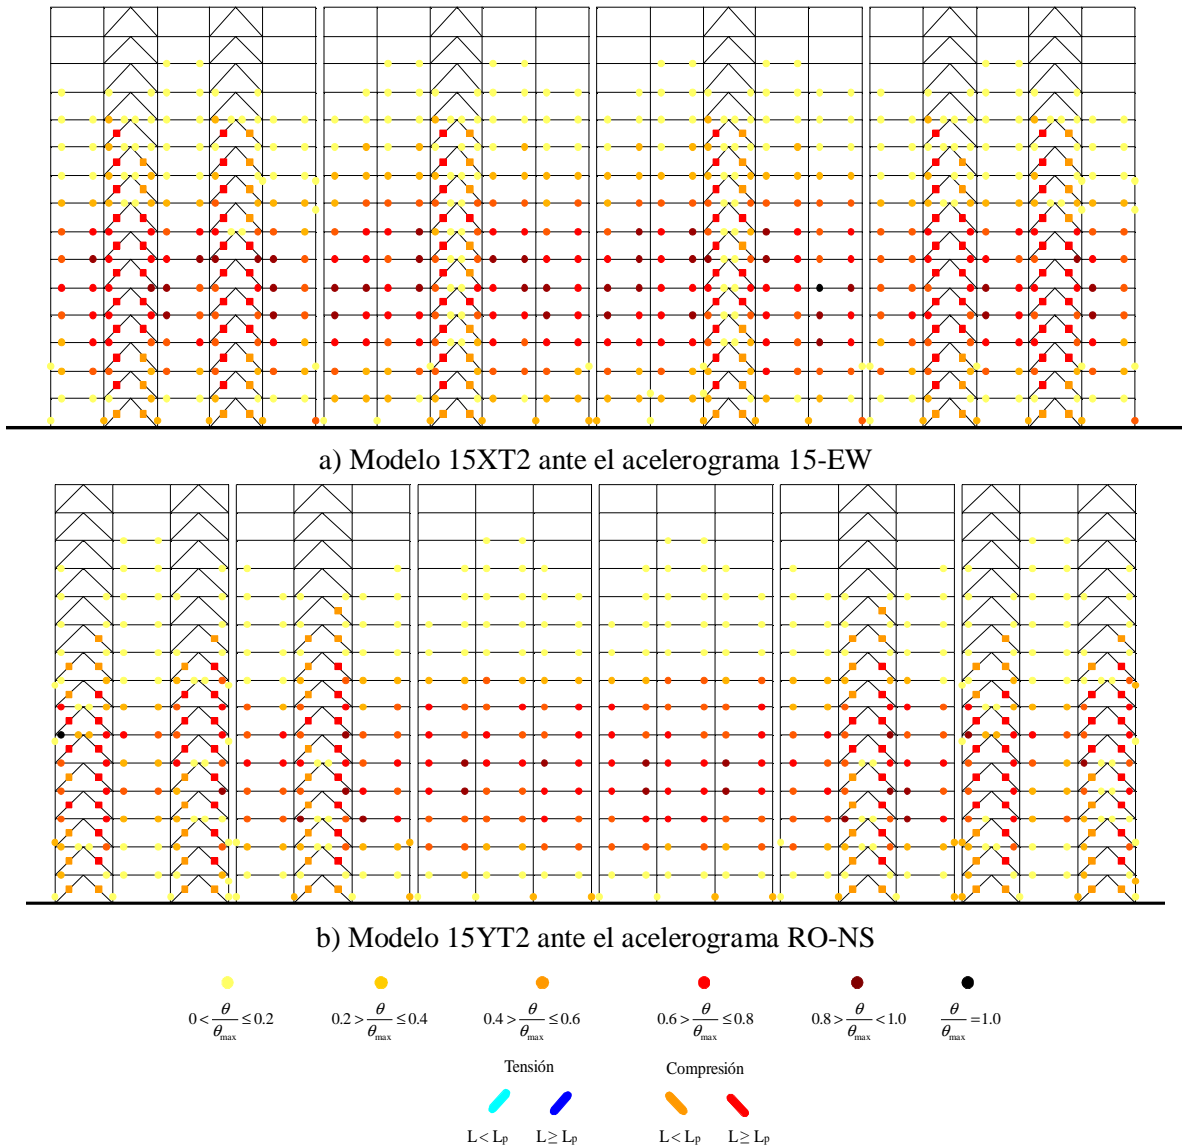 a) Modelo 15XT2 ante el acelerograma 15-EW
b) Modelo 15YT2 ante el acelerograma RO-NS
0 < θ/θmax ≤ 0.2 0.2 > θ/θmax ≤ 0.4 0.4 > θ/θmax ≤ 0.6 0.6 > θ/θmax ≤ 0.8 0.8 > θ/θmax < 1.0 θ/θmax = 1.0
Tensión Compresión
L < Lp L ≥ Lp L < Lp L ≥ Lp